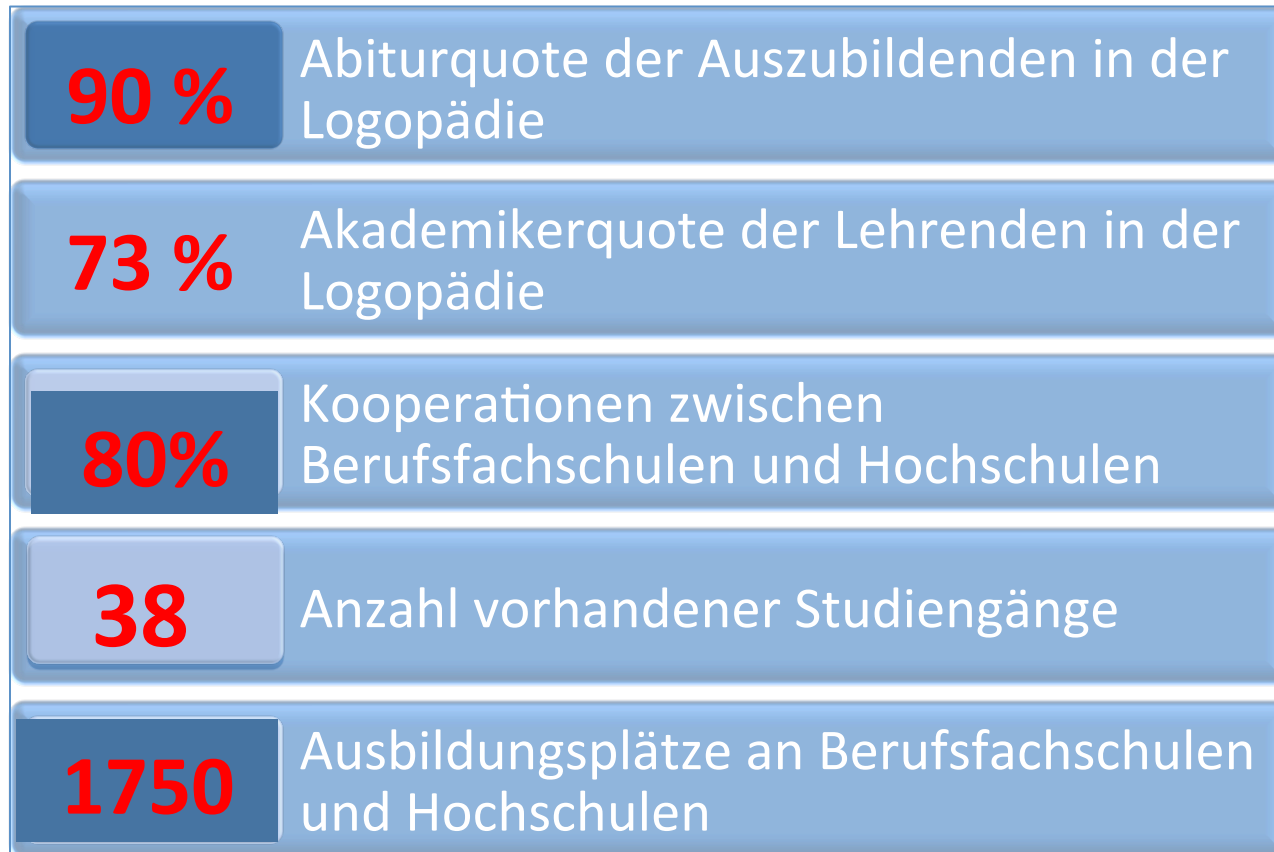 90 %
Abiturquote der Auszubildenden in der
Logopädie
73 %
Akademikerquote der Lehrenden in der
Logopädie
80%
Kooperationen zwischen
Berufsfachschulen und Hochschulen
38
Anzahl vorhandener Studiengänge
1750
Ausbildungsplätze an Berufsfachschulen
und Hochschulen